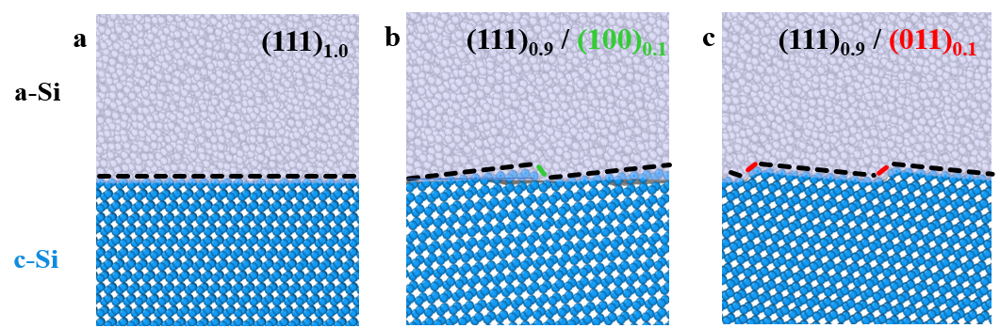 a
(111)1.0
b
(111)0.9 / (100)0.1
c
(111)0.9 / (011)0.1
a-Si
c-Si